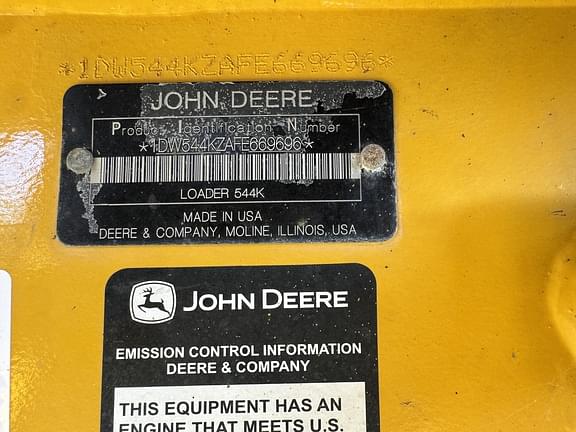 *1DW544KZAFE669696*
JOHN DEERE
Product Identification Number
*1DW544KZAFE669696*
LOADER 544K
MADE IN USA
DEERE & COMPANY, MOLINE, ILLINOIS, USA
JOHN DEERE
EMISSION CONTROL INFORMATION
DEERE & COMPANY
THIS EQUIPMENT HAS AN
ENGINE THAT MEETS U.S.